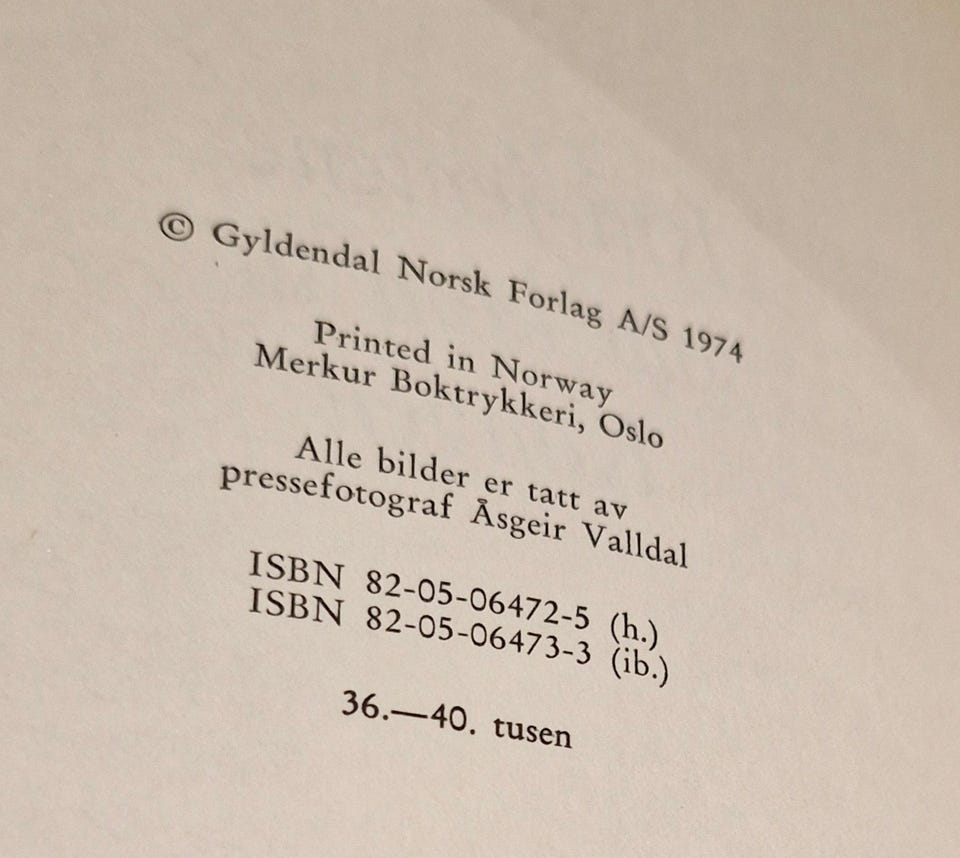 © Gyldendal Norsk Forlag A/S 1974
Printed in Norway
Merkur Boktrykkeri, Oslo
Alle bilder er tatt av
pressefotograf Åsgeir Valldal
ISBN 82-05-06472-5 (h.)
ISBN 82-05-06473-3 (ib.)
36.—40. tusen